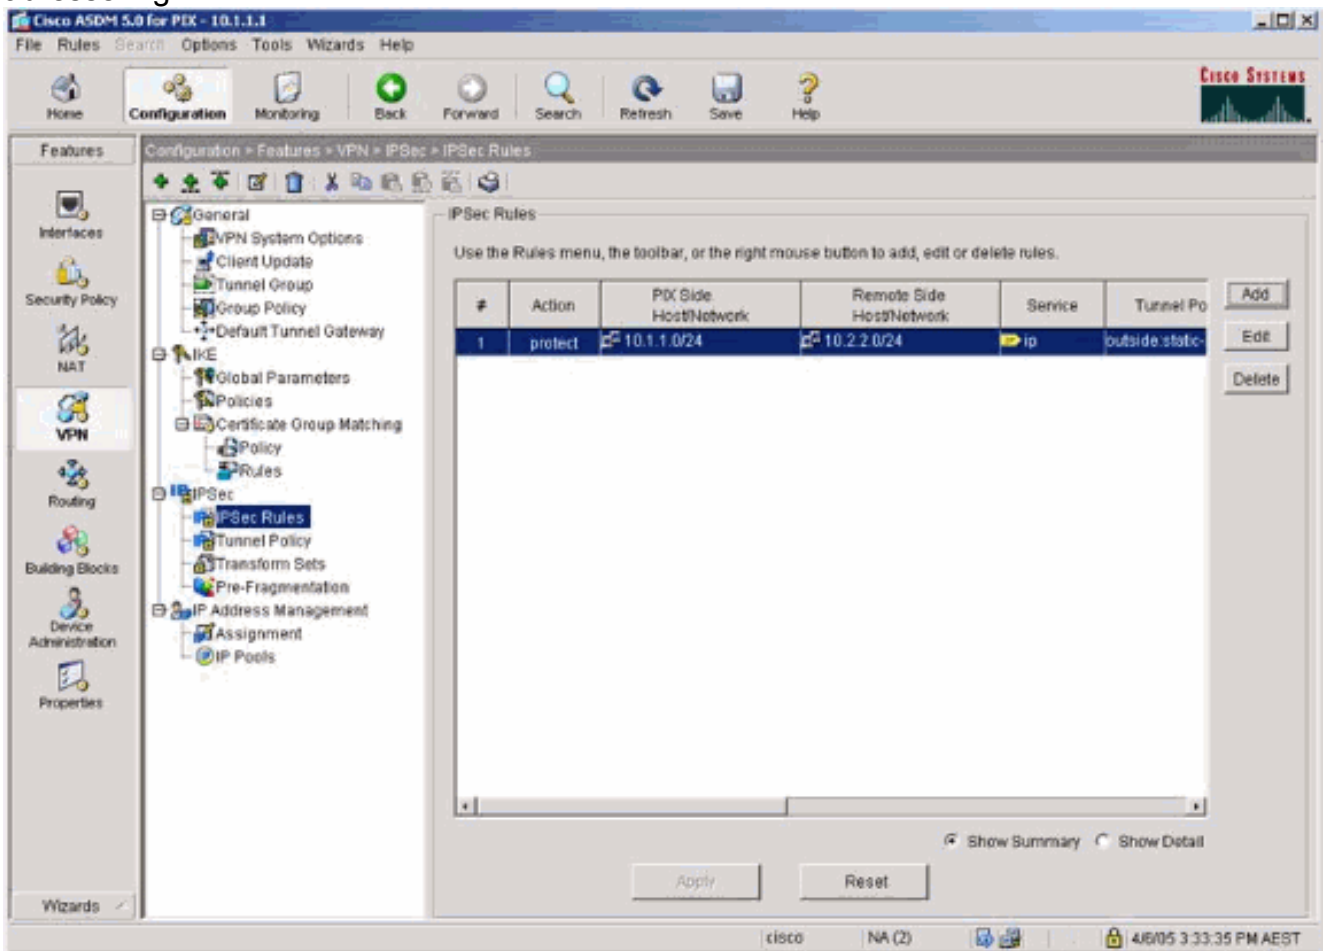 Cisco ASDM 5.0 for PIX - 10.1.1.1
File Rules Search Options Tools Wizards Help
Home Configuration Monitoring Back Forward Search Refresh Save Help
CISCO SYSTEMS
Features
Configuration > Features > VPN > IPSec > IPSec Rules
Interfaces
Security Policy
NAT
VPN
Routing
Building Blocks
Device Administration
Properties
Wizards
General
VPN System Options
Client Update
Tunnel Group
Group Policy
Default Tunnel Gateway
IKE
Global Parameters
Policies
Certificate Group Matching
Policy
Rules
IPSec
IPSec Rules
Tunnel Policy
Transform Sets
Pre-Fragmentation
IP Address Management
Assignment
IP Pools
IPSec Rules
Use the Rules menu, the toolbar, or the right mouse button to add, edit or delete rules.
# Action PIX Side Host/Network Remote Side Host/Network Service Tunnel Po
1 protect 10.1.1.0/24 10.2.2.0/24 ip outside:static-
Add
Edit
Delete
Show Summary Show Detail
Apply Reset
cisco NA (2) 4/6/05 3:33:35 PM AEST